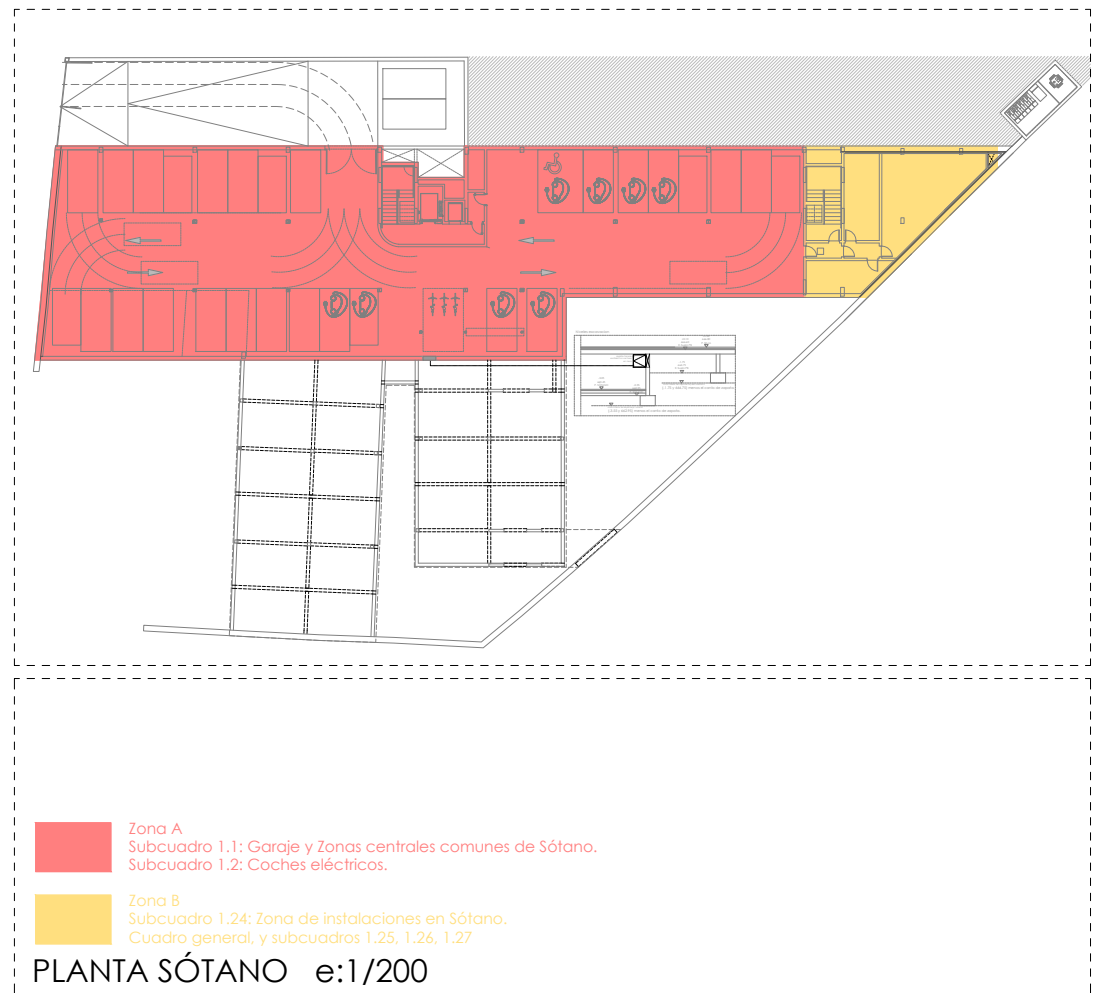 Zona A
Subcuadro 1.1: Garaje y Zonas centrales comunes de Sótano.
Subcuadro 1.2: Coches eléctricos.
Zona B
Subcuadro 1.24: Zona de instalaciones en Sótano.
Cuadro general, y subcuadros 1.25, 1.26, 1.27
PLANTA SÓTANO e:1/200